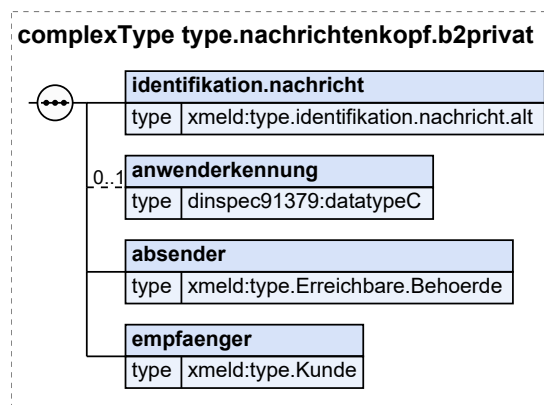 complexType type.nachrichtenkopf.b2privat
identifikation.nachricht
type xmeld:type.identifikation.nachricht.alt
0..1
anwenderkennung
type dinspec91379:datatypeC
absender
type xmeld:type.Erreichbare.Behoerde
empfaenger
type xmeld:type.Kunde